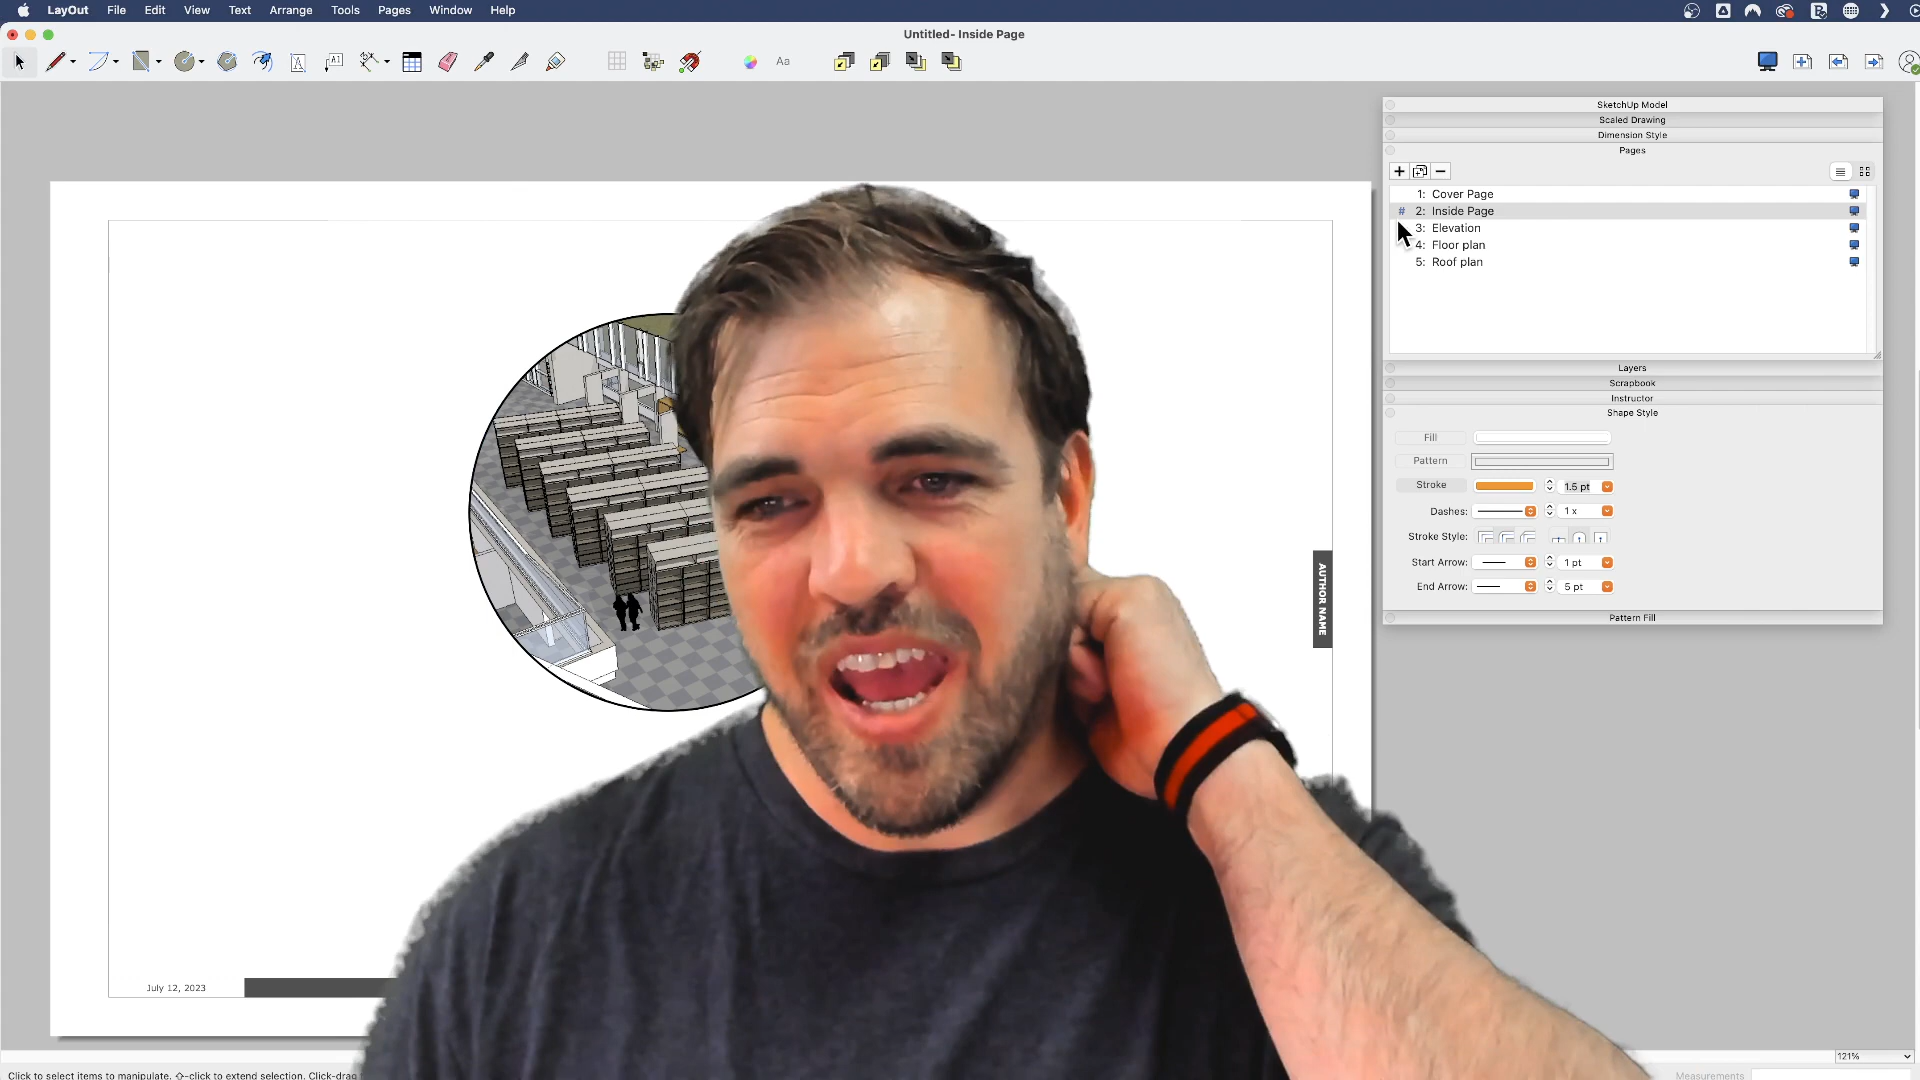 LayOut File Edit View Text Arrange Tools Pages Window Help
Untitled- Inside Page
Aa
SketchUp Model
Scaled Drawing
Dimension Style
Pages
1: Cover Page
# 2: Inside Page
3: Elevation
4: Floor plan
5: Roof plan
Layers
Scrapbook
Instructor
Shape Style
Fill
Pattern
Stroke 1.5 pt
Dashes: 1 x
Stroke Style:
Start Arrow: 1 pt
End Arrow: 5 pt
Pattern Fill
AUTHOR NAME
July 12, 2023
121%
Click to select items to manipulate. -click to extend selection. Click-drag
Measurements